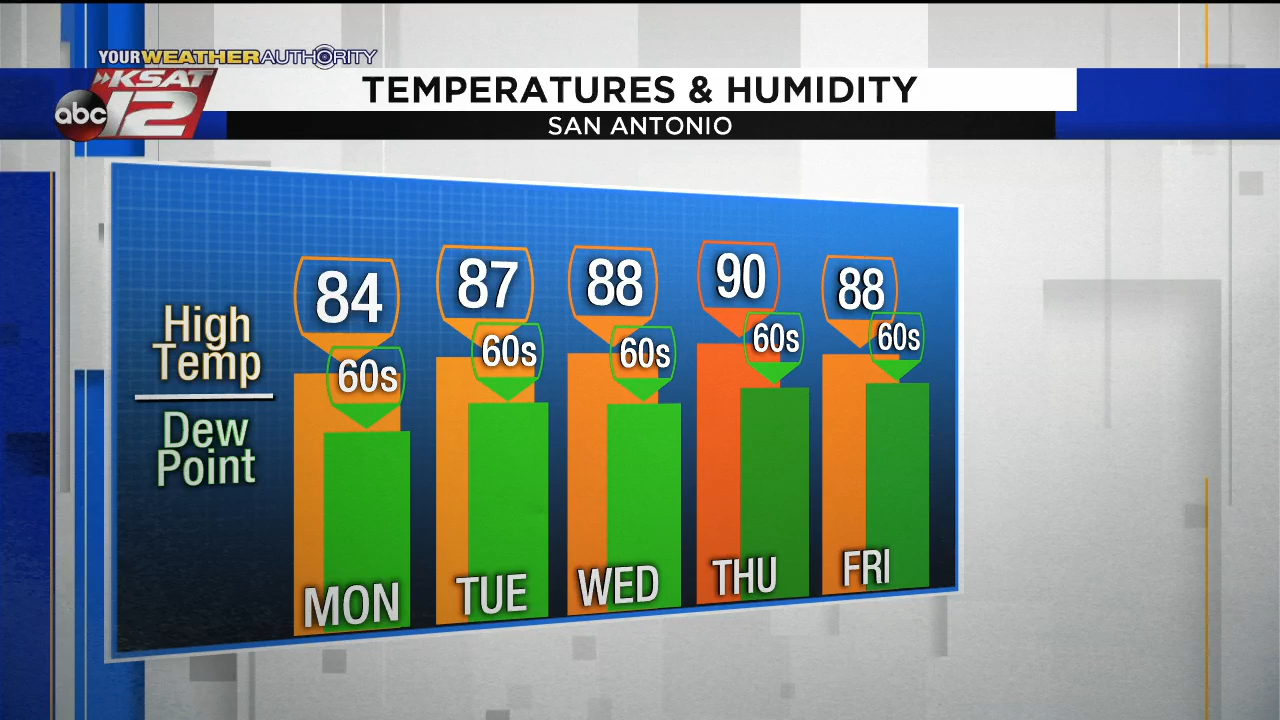 YOUR WEATHER AUTHORITY
KSAT
abc 12
TEMPERATURES & HUMIDITY
SAN ANTONIO
High
Temp
Dew
Point
84 87 88 90 88
60s 60s 60s 60s 60s
MON TUE WED THU FRI